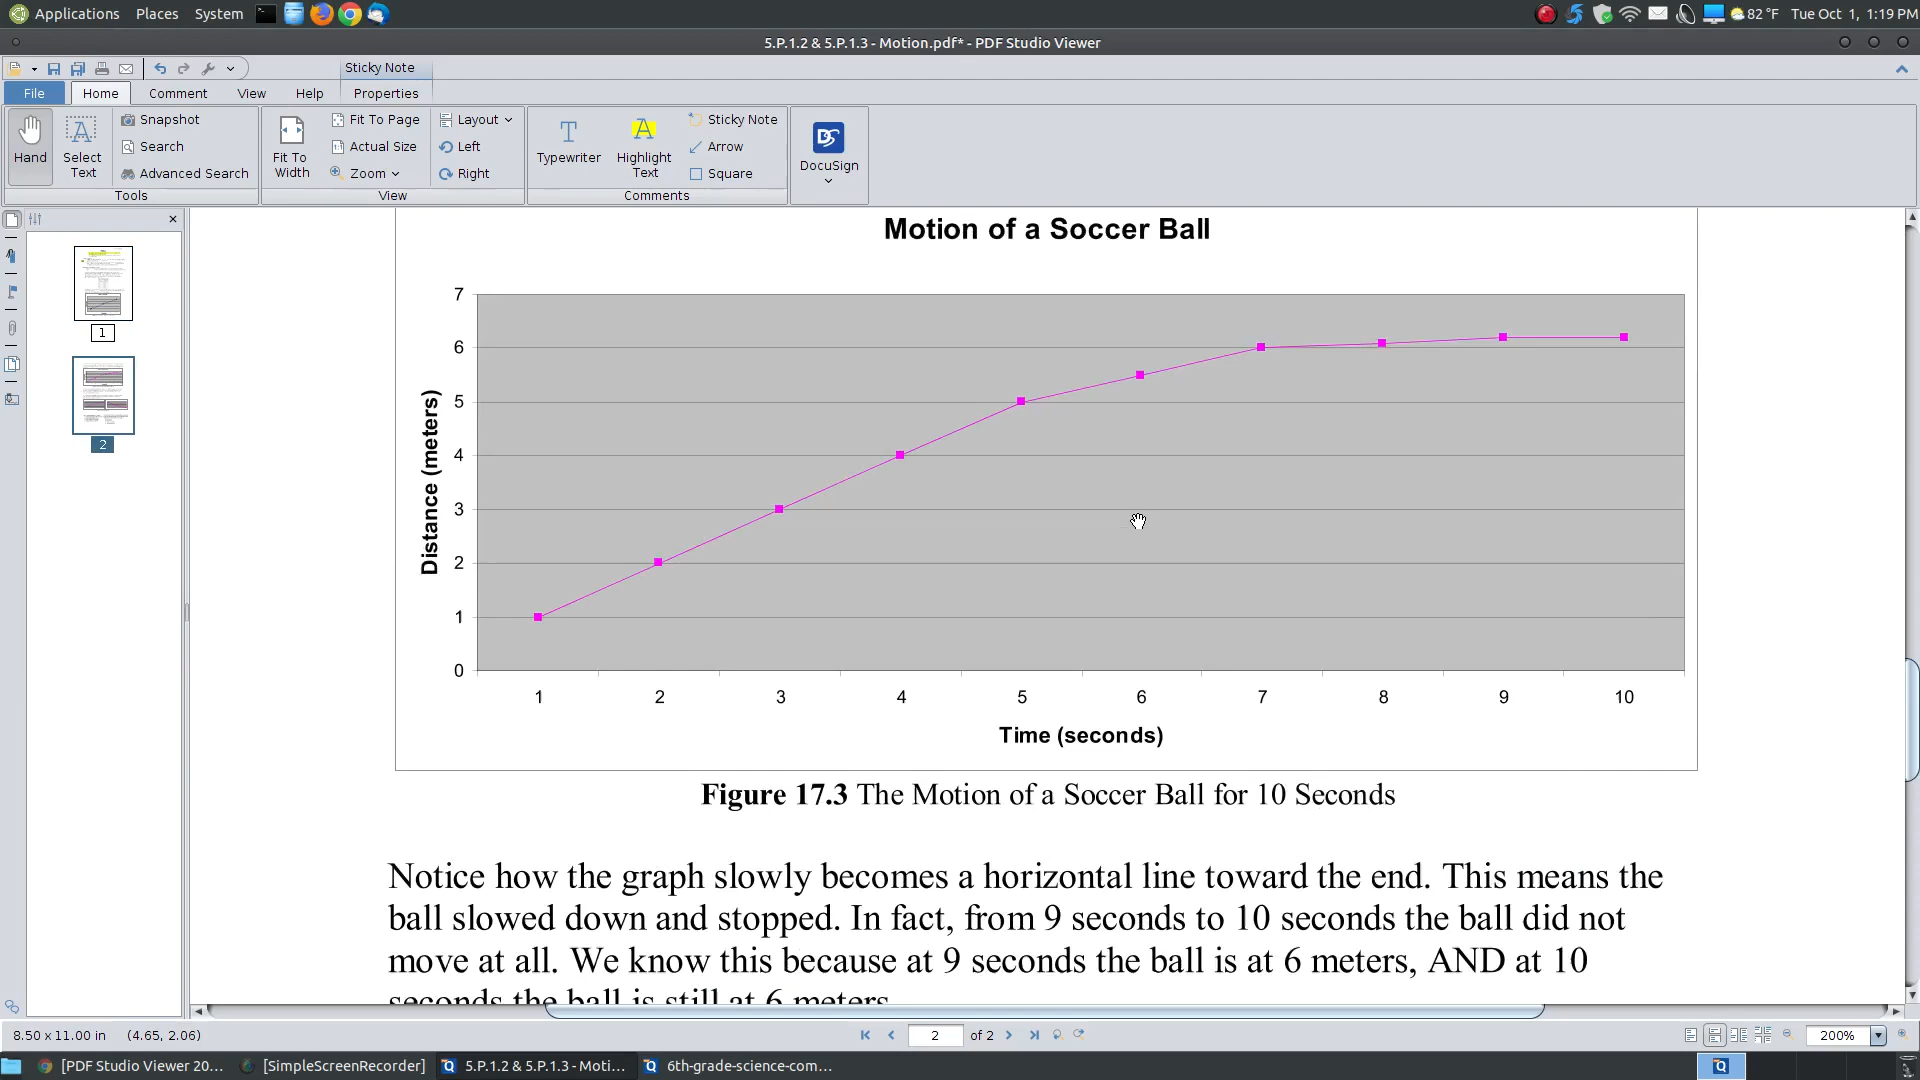 Applications Places System 82 °F Tue Oct 1, 1:19 PM
5.P.1.2 & 5.P.1.3 - Motion.pdf* - PDF Studio Viewer
Sticky Note
File Home Comment View Help Properties
Hand
Select Text
Snapshot
Search
Advanced Search
Tools
Fit To Width
Fit To Page
Actual Size
Zoom
Layout
Left
Right
View
Typewriter
Highlight Text
Sticky Note
Arrow
Square
Comments
DocuSign
1
2
Motion of a Soccer Ball
7
6
5
4
3
2
1
0
Distance (meters)
1 2 3 4 5 6 7 8 9 10
Time (seconds)
Figure 17.3 The Motion of a Soccer Ball for 10 Seconds
Notice how the graph slowly becomes a horizontal line toward the end. This means the
ball slowed down and stopped. In fact, from 9 seconds to 10 seconds the ball did not
move at all. We know this because at 9 seconds the ball is at 6 meters, AND at 10
seconds the ball is still at 6 meters
8.50 x 11.00 in (4.65, 2.06) 2 of 2 200%
[PDF Studio Viewer 20... [SimpleScreenRecorder] 5.P.1.2 & 5.P.1.3 - Moti... 6th-grade-science-com...